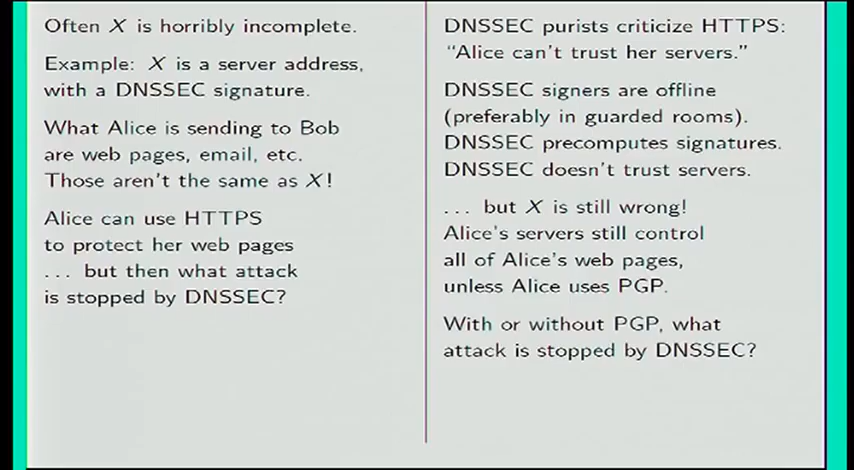 Often X is horribly incomplete.
Example: X is a server address,
with a DNSSEC signature.
What Alice is sending to Bob
are web pages, email, etc.
Those aren't the same as X!
Alice can use HTTPS
to protect her web pages
... but then what attack
is stopped by DNSSEC?
DNSSEC purists criticize HTTPS:
“Alice can't trust her servers.”
DNSSEC signers are offline
(preferably in guarded rooms).
DNSSEC precomputes signatures.
DNSSEC doesn't trust servers.
... but X is still wrong!
Alice's servers still control
all of Alice's web pages,
unless Alice uses PGP.
With or without PGP, what
attack is stopped by DNSSEC?